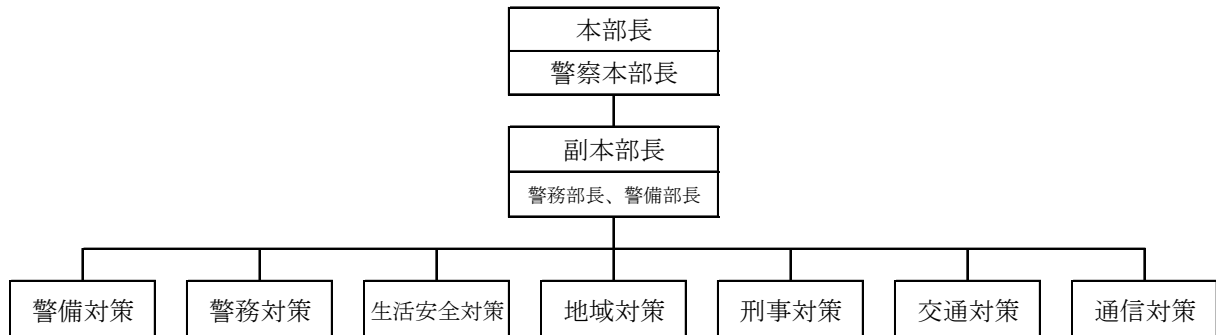 本部長
警察本部長
副本部長
警務部長、警備部長
警備対策
警務対策
生活安全対策
地域対策
刑事対策
交通対策
通信対策